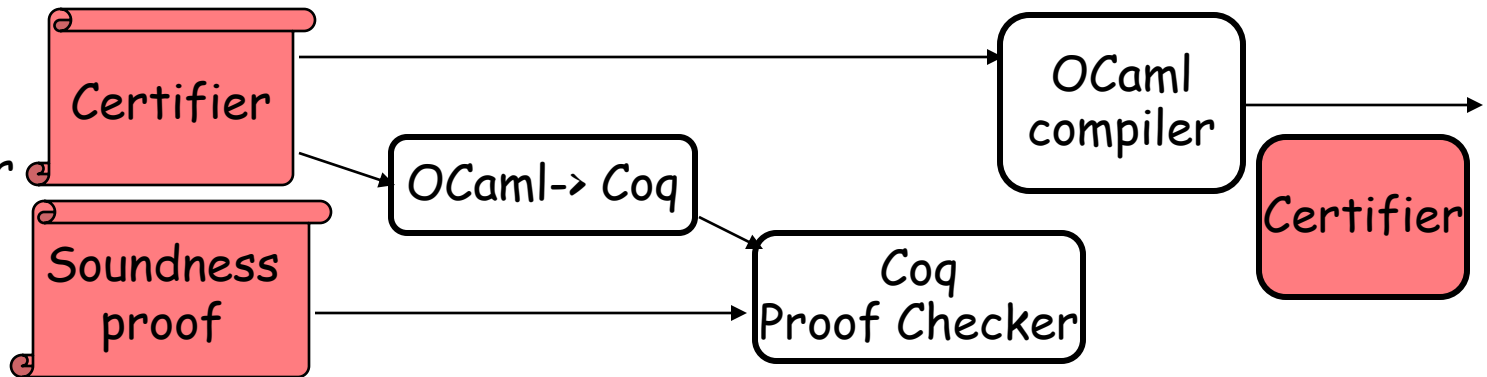 Certifier
OCaml
compiler
r
OCaml-> Coq
Certifier
Soundness
proof
Coq
Proof Checker